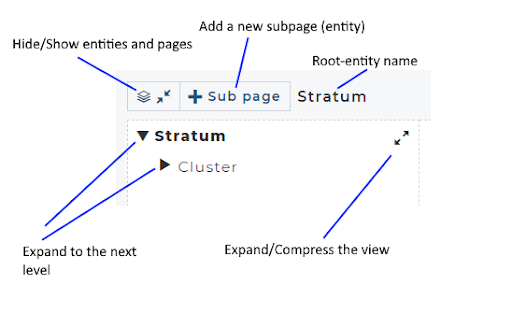 Add a new subpage (entity)
Hide/Show entities and pages
Root-entity name
Sub page
Stratum
Stratum
Cluster
Expand to the next
level
Expand/Compress the view